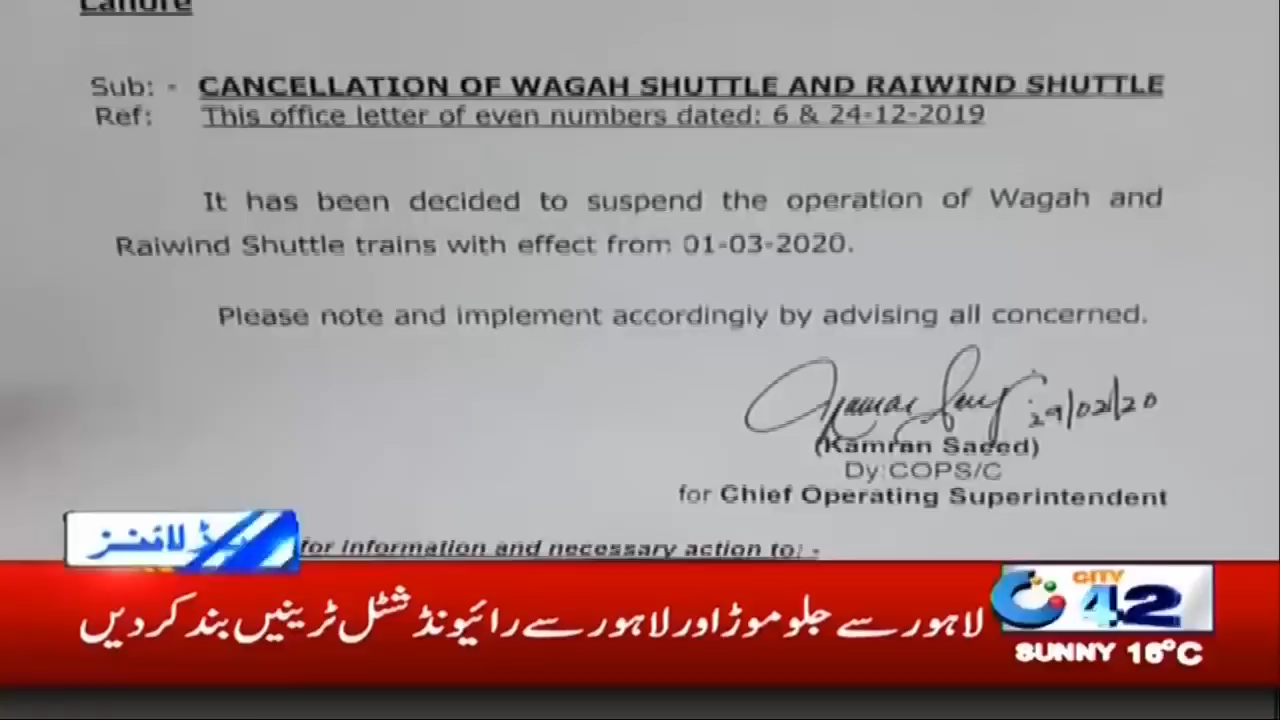 Lahore
Sub: - CANCELLATION OF WAGAH SHUTTLE AND RAIWIND SHUTTLE
Ref: This office letter of even numbers dated: 6 & 24-12-2019
It has been decided to suspend the operation of Wagah and
Raiwind Shuttle trains with effect from 01-03-2020.
Please note and implement accordingly by advising all concerned.
29/02/20
(Kamran Saeed)
Dy:COPS/C
for Chief Operating Superintendent
for information and necessary action to: -
ہیڈ لائنز
لاہور سے جلو موڑ اور لاہور سے رائیونڈ شٹل ٹرینیں بند کر دیں
CITY
42
SUNNY 16°C